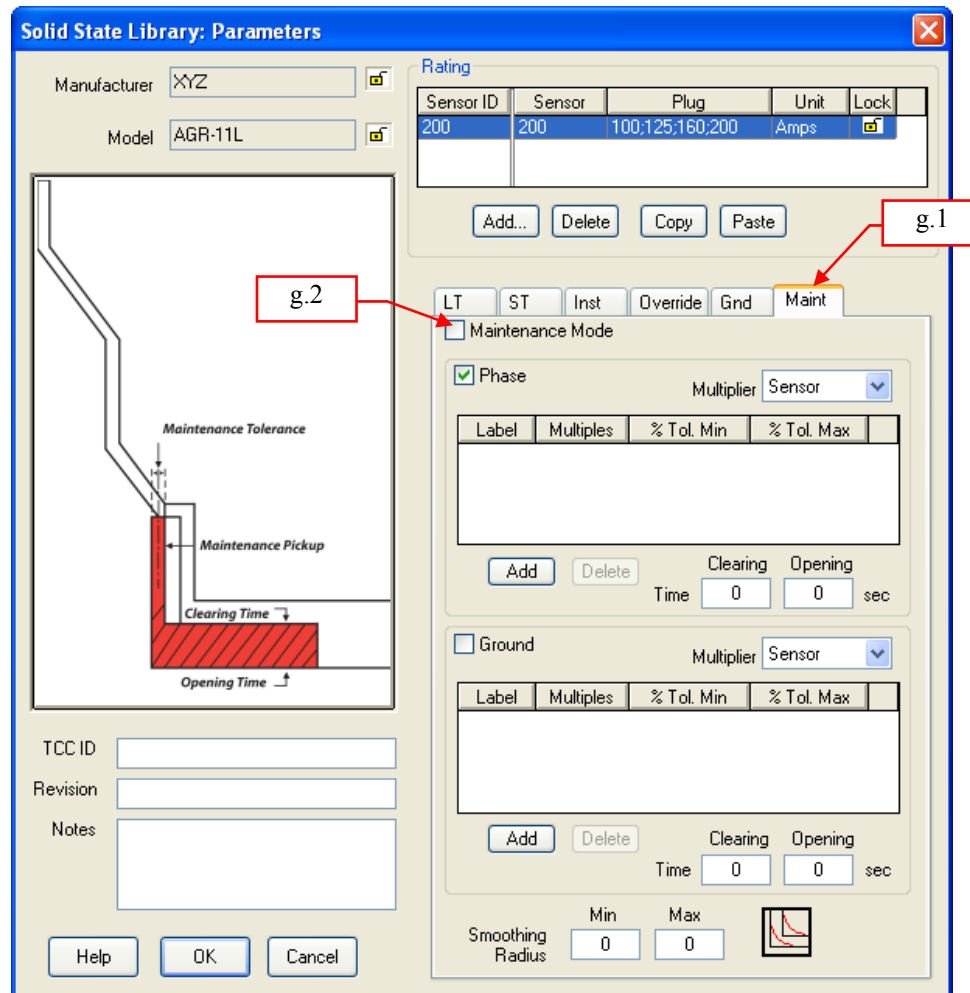 Solid State Library: Parameters
Manufacturer XYZ
Model AGR-11L
Maintenance Tolerance
Maintenance Pickup
Clearing Time
Opening Time
TCC ID
Revision
Notes
Help OK Cancel
Rating
Sensor ID Sensor Plug Unit Lock
200 200 100;125;160;200 Amps
Add... Delete Copy Paste
g.1
g.2
LT ST Inst Override Gnd Maint
Maintenance Mode
Phase Multiplier Sensor
Label Multiples % Tol. Min % Tol. Max
Add Delete
Clearing Opening
Time 0 0 sec
Ground Multiplier Sensor
Label Multiples % Tol. Min % Tol. Max
Add Delete
Clearing Opening
Time 0 0 sec
Min Max
Smoothing
Radius 0 0